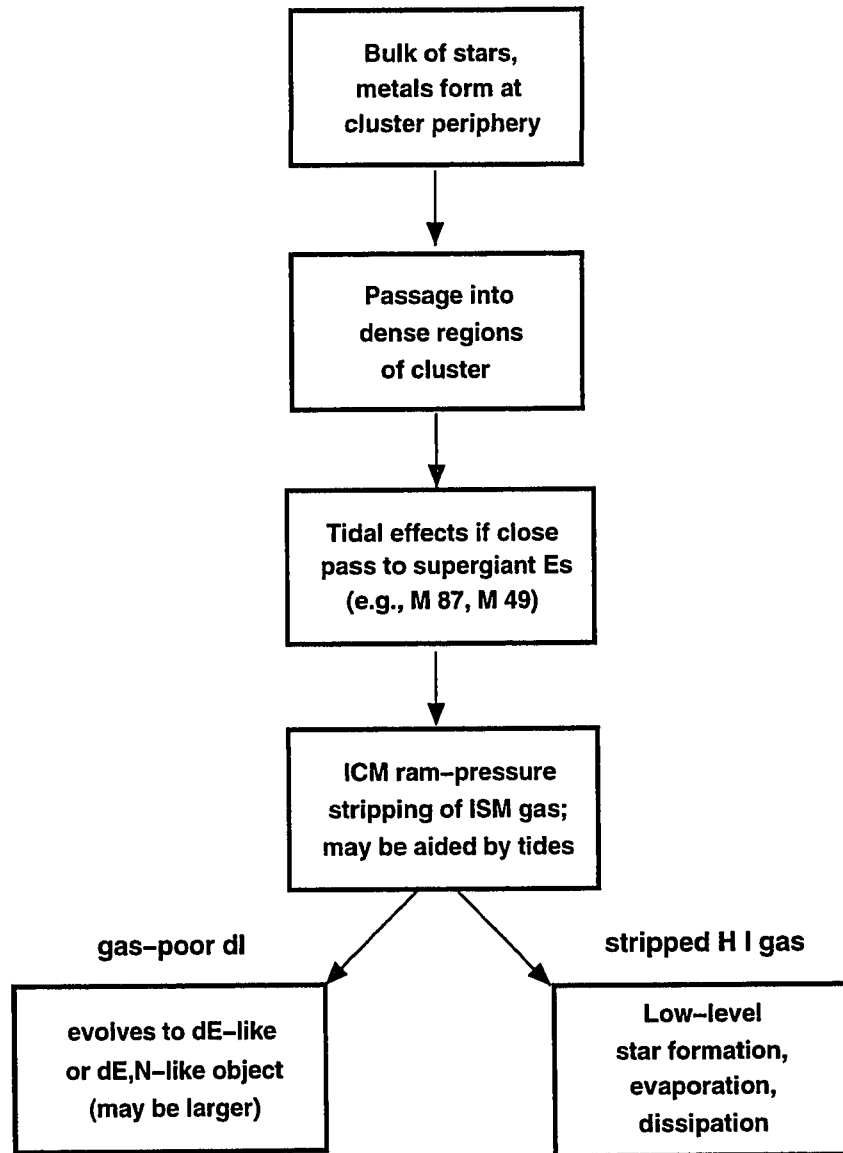 Bulk of stars,
metals form at
cluster periphery
Passage into
dense regions
of cluster
Tidal effects if close
pass to supergiant Es
(e.g., M 87, M 49)
ICM ram–pressure
stripping of ISM gas;
may be aided by tides
gas–poor dI
stripped H I gas
evolves to dE–like
or dE,N–like object
(may be larger)
Low–level
star formation,
evaporation,
dissipation